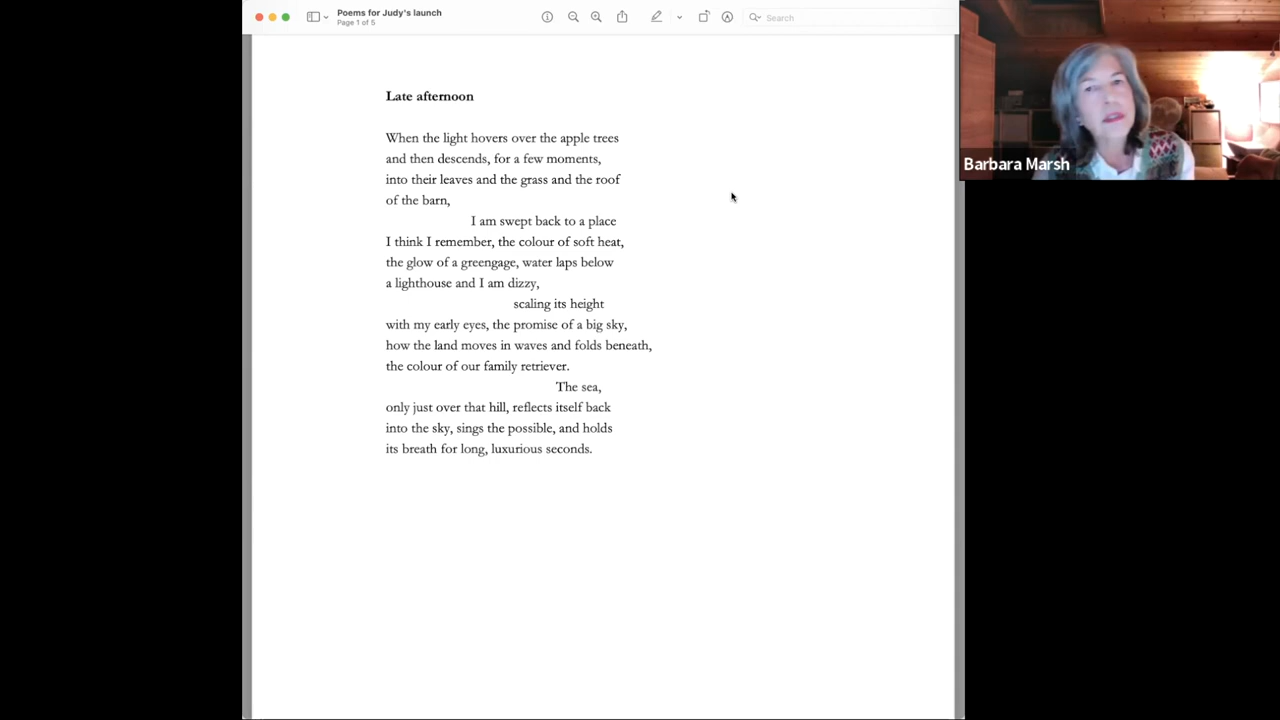 Poems for Judy's launch
Page 1 of 5
Search
Late afternoon
When the light hovers over the apple trees
and then descends, for a few moments,
into their leaves and the grass and the roof
of the barn,
I am swept back to a place
I think I remember, the colour of soft heat,
the glow of a greengage, water laps below
a lighthouse and I am dizzy,
scaling its height
with my early eyes, the promise of a big sky,
how the land moves in waves and folds beneath,
the colour of our family retriever.
The sea,
only just over that hill, reflects itself back
into the sky, sings the possible, and holds
its breath for long, luxurious seconds.
Barbara Marsh